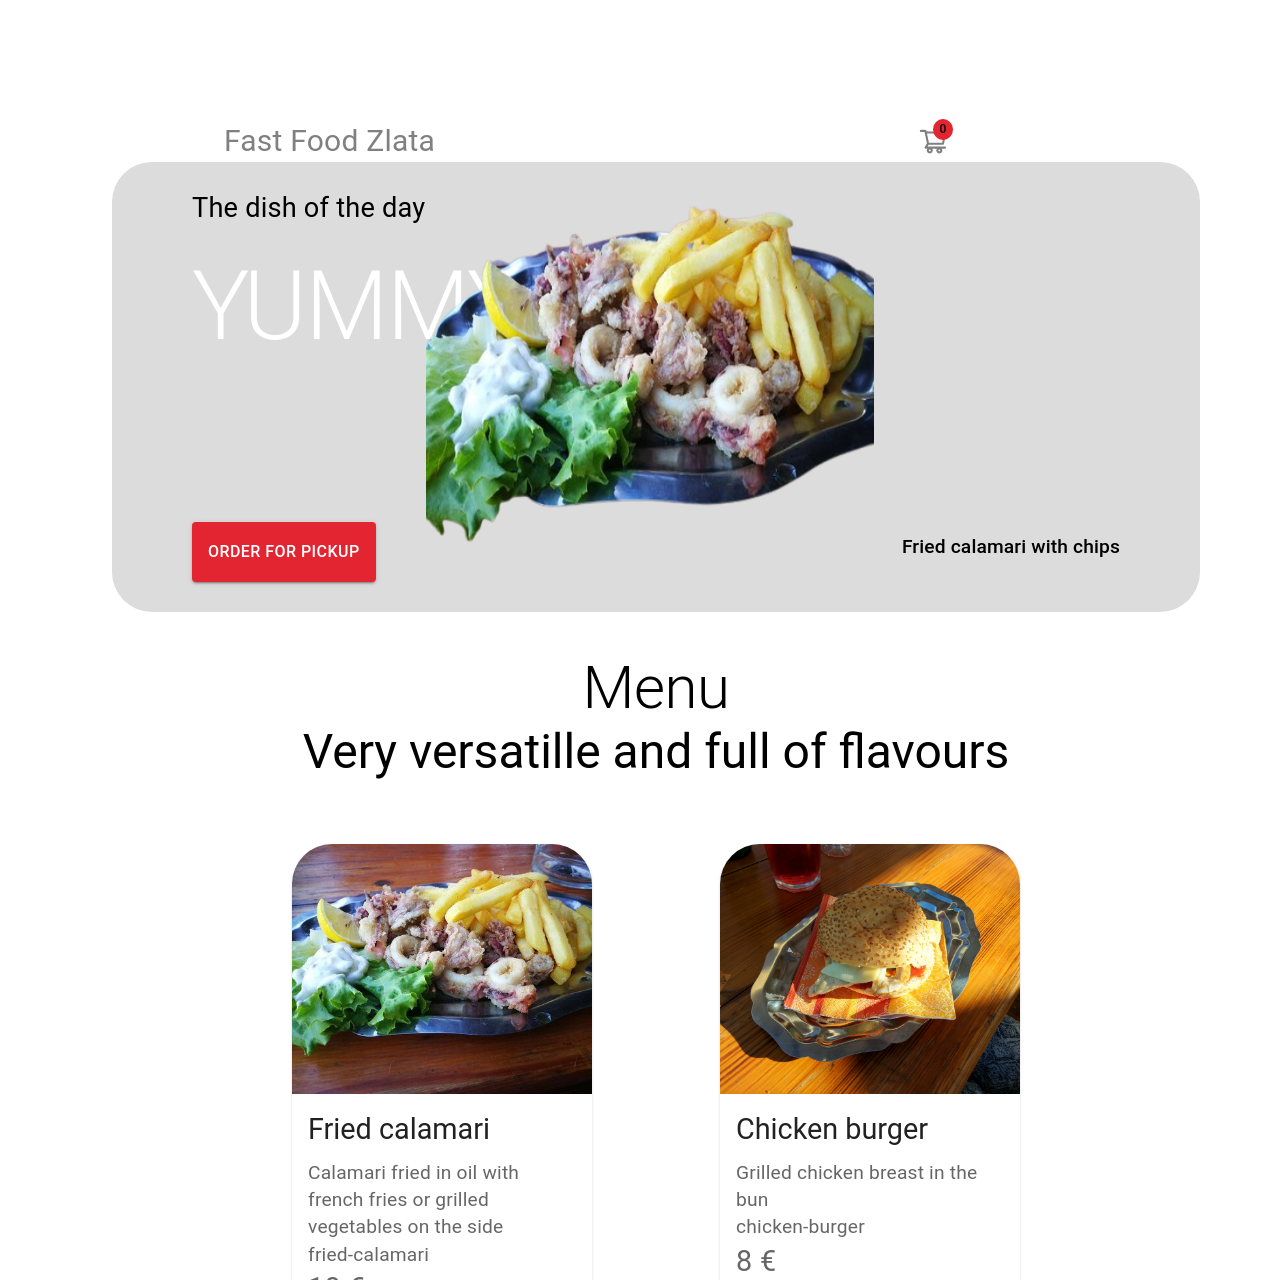 Fast Food Zlata
0
The dish of the day
YUMMY
ORDER FOR PICKUP
Fried calamari with chips
Menu
Very versatille and full of flavours
Fried calamari
Calamari fried in oil with
french fries or grilled
vegetables on the side
fried-calamari
Chicken burger
Grilled chicken breast in the
bun
chicken-burger
8 €